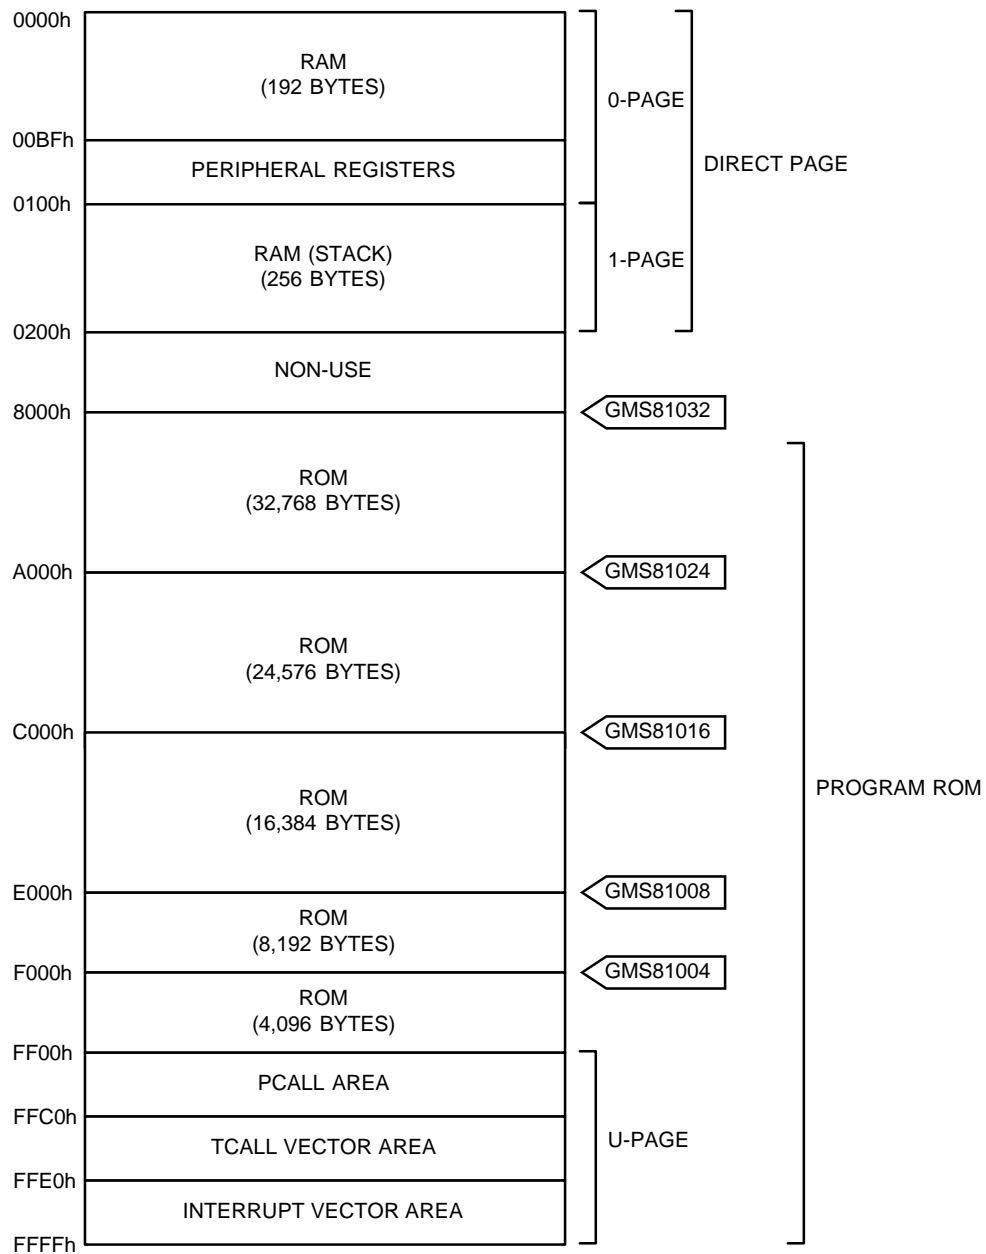 0000h
RAM
(192 BYTES)
0-PAGE
00BFh
DIRECT PAGE
PERIPHERAL REGISTERS
0100h
RAM (STACK)
(256 BYTES)
1-PAGE
0200h
NON-USE
8000h
GMS81032
ROM
(32,768 BYTES)
A000h
GMS81024
ROM
(24,576 BYTES)
C000h
GMS81016
PROGRAM ROM
ROM
(16,384 BYTES)
E000h
GMS81008
ROM
(8,192 BYTES)
F000h
GMS81004
ROM
(4,096 BYTES)
FF00h
PCALL AREA
FFC0h
U-PAGE
TCALL VECTOR AREA
FFE0h
INTERRUPT VECTOR AREA
FFFFh